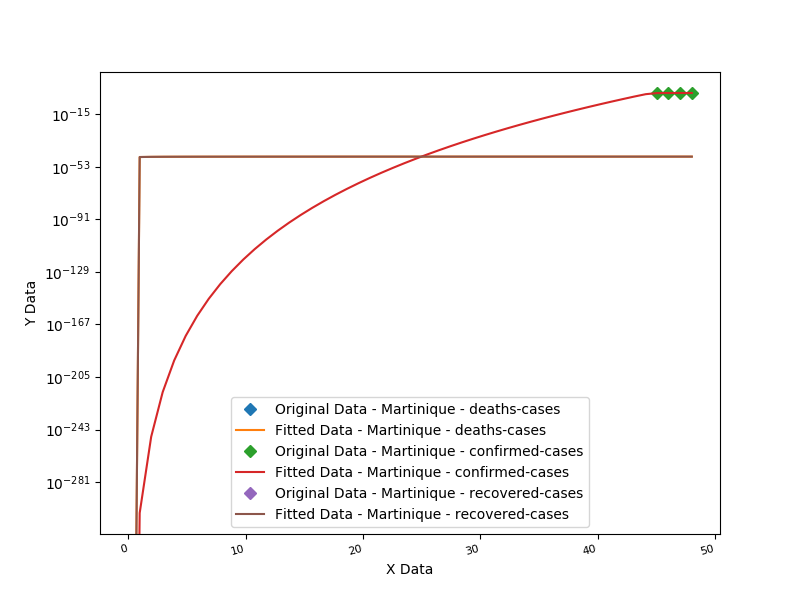 10⁻¹⁵
10⁻⁵³
10⁻⁹¹
10⁻¹²⁹
10⁻¹⁶⁷
10⁻²⁰⁵
10⁻²⁴³
10⁻²⁸¹
Y Data
Original Data - Martinique - deaths-cases
Fitted Data - Martinique - deaths-cases
Original Data - Martinique - confirmed-cases
Fitted Data - Martinique - confirmed-cases
Original Data - Martinique - recovered-cases
Fitted Data - Martinique - recovered-cases
0 10 20 30 40 50
X Data